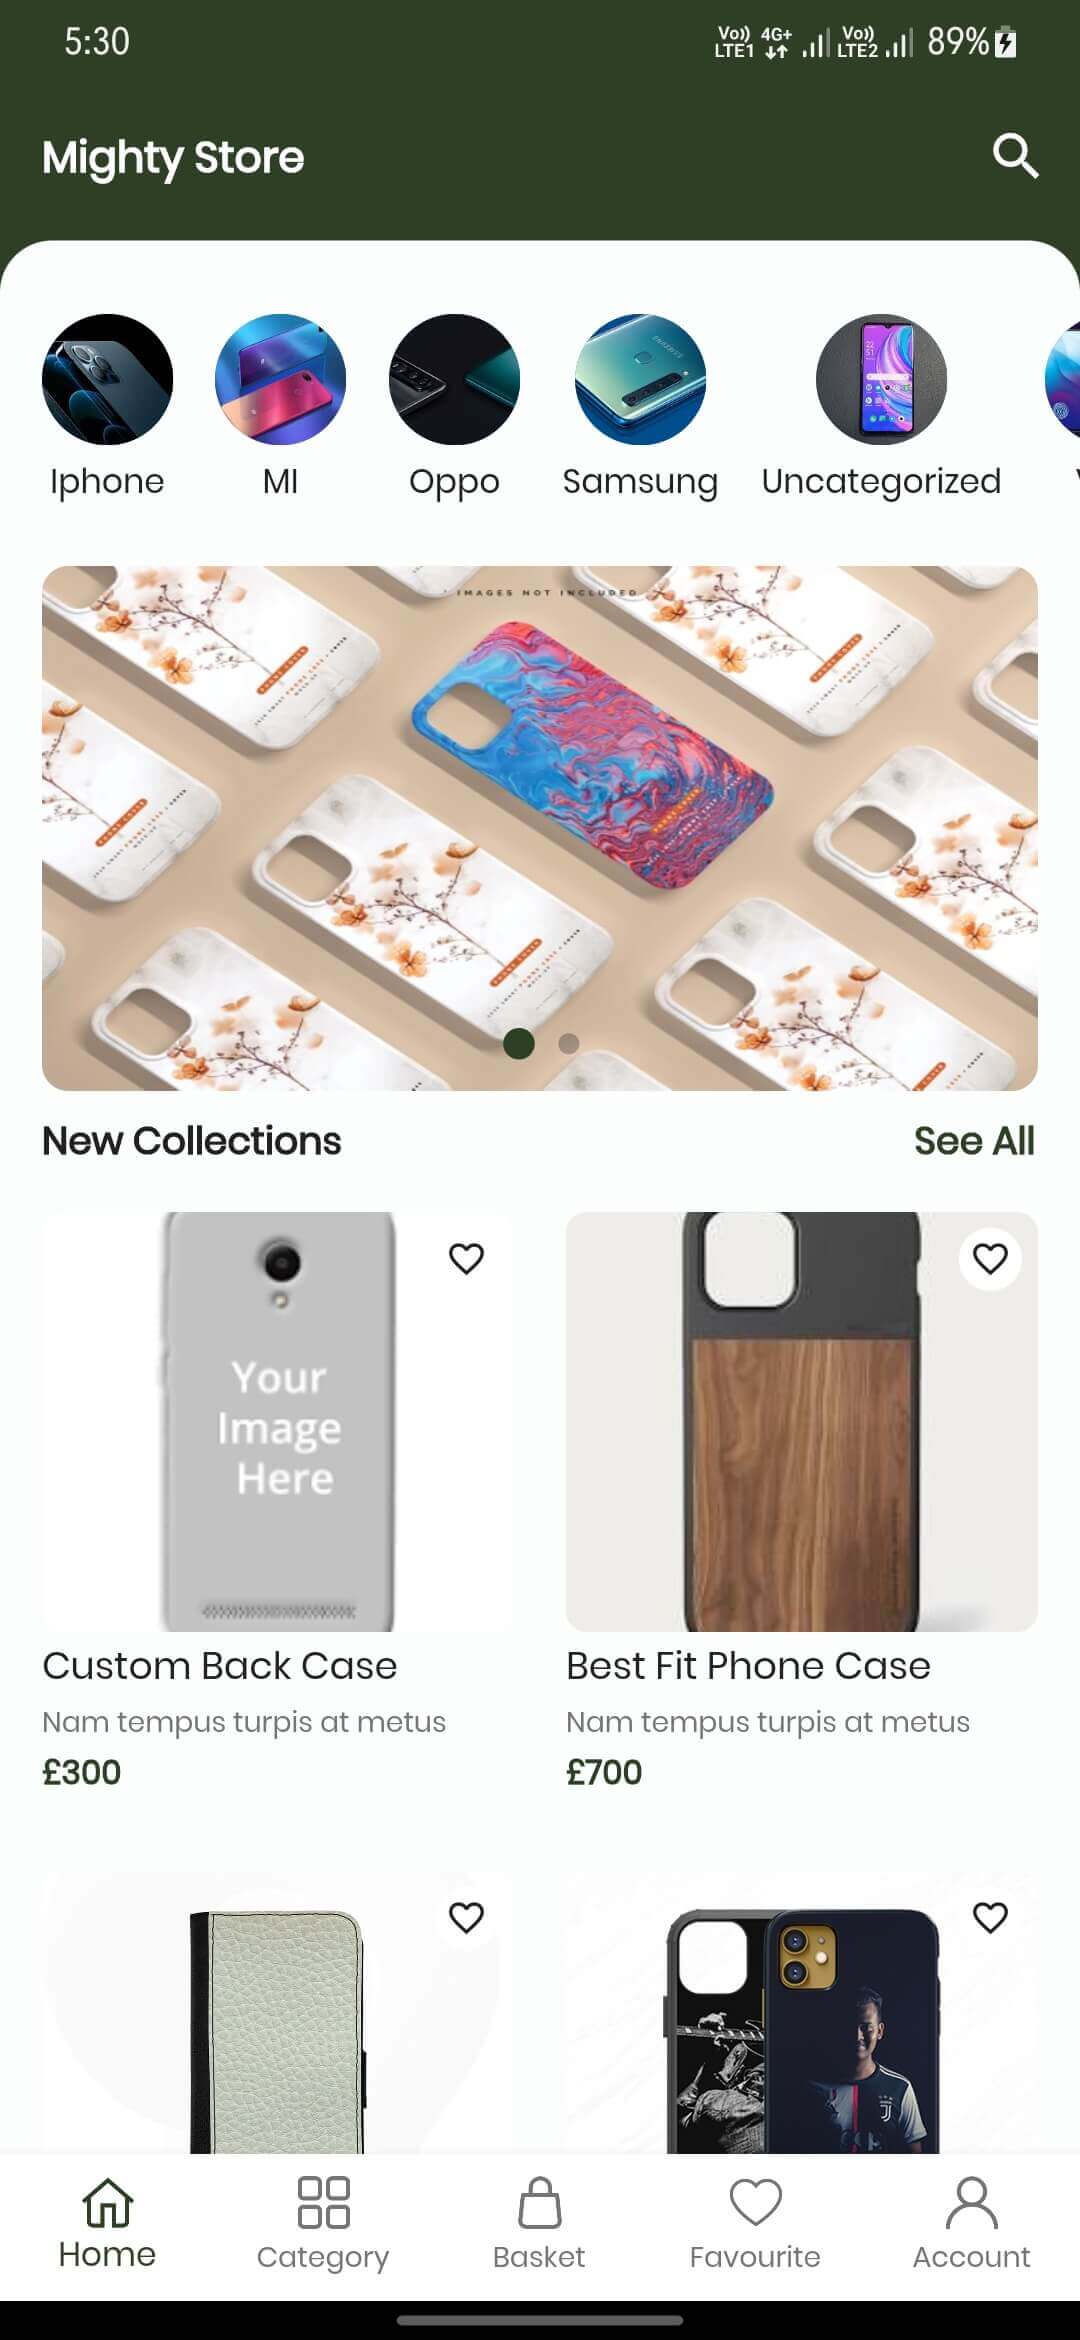 5:30
Vo)) LTE1 4G+ Vo)) LTE2 89%
Mighty Store
Iphone
MI
Oppo
Samsung
Uncategorized
IMAGES NOT INCLUDED
New Collections
See All
Your
Image
Here
Custom Back Case
Nam tempus turpis at metus
£300
Best Fit Phone Case
Nam tempus turpis at metus
£700
Home
Category
Basket
Favourite
Account